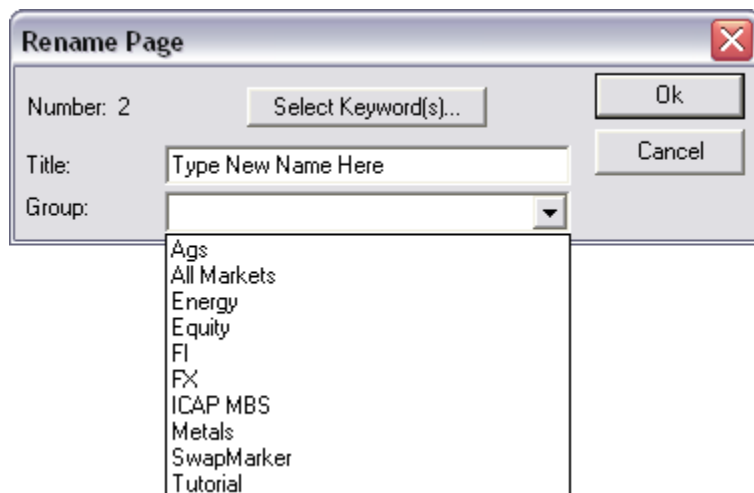 Rename Page
Number: 2
Select Keyword(s)...
Ok
Cancel
Title:
Type New Name Here
Group:
Ags
All Markets
Energy
Equity
FI
FX
ICAP MBS
Metals
SwapMarker
Tutorial